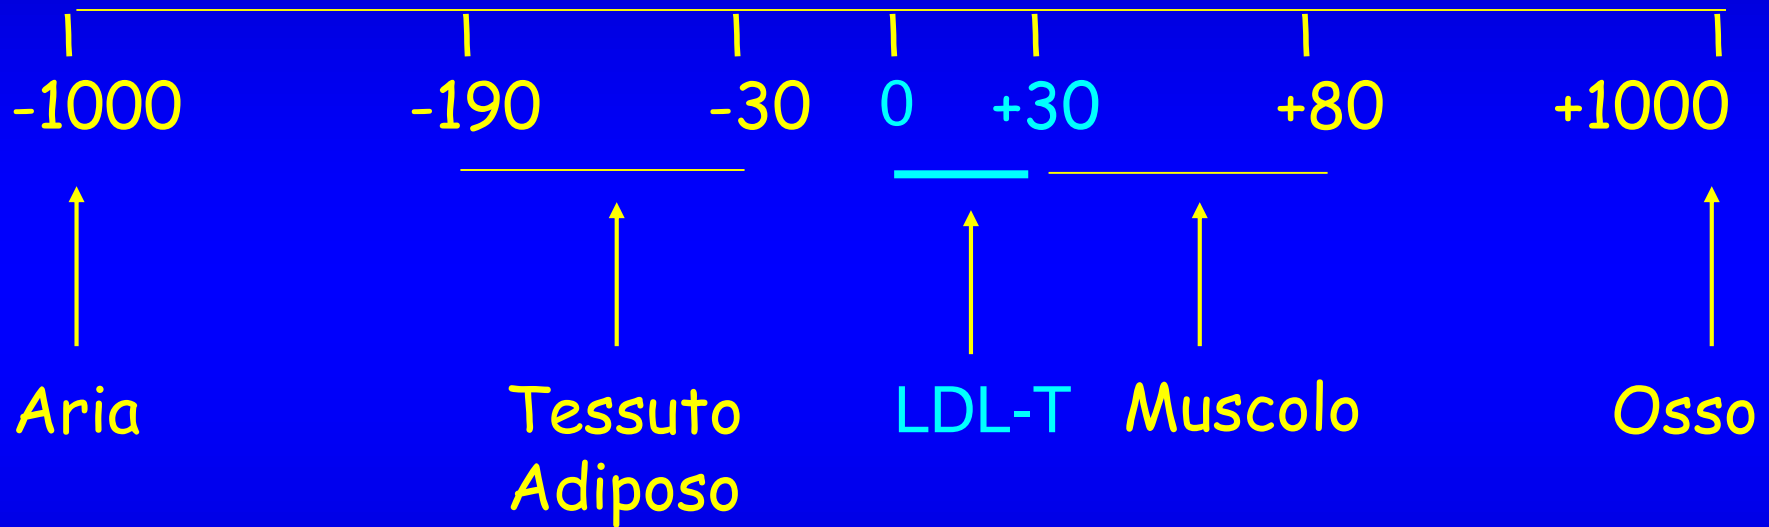 -1000 -190 -30 0 +30 +80 +1000
Aria Tessuto LDL-T Muscolo Osso
Adiposo